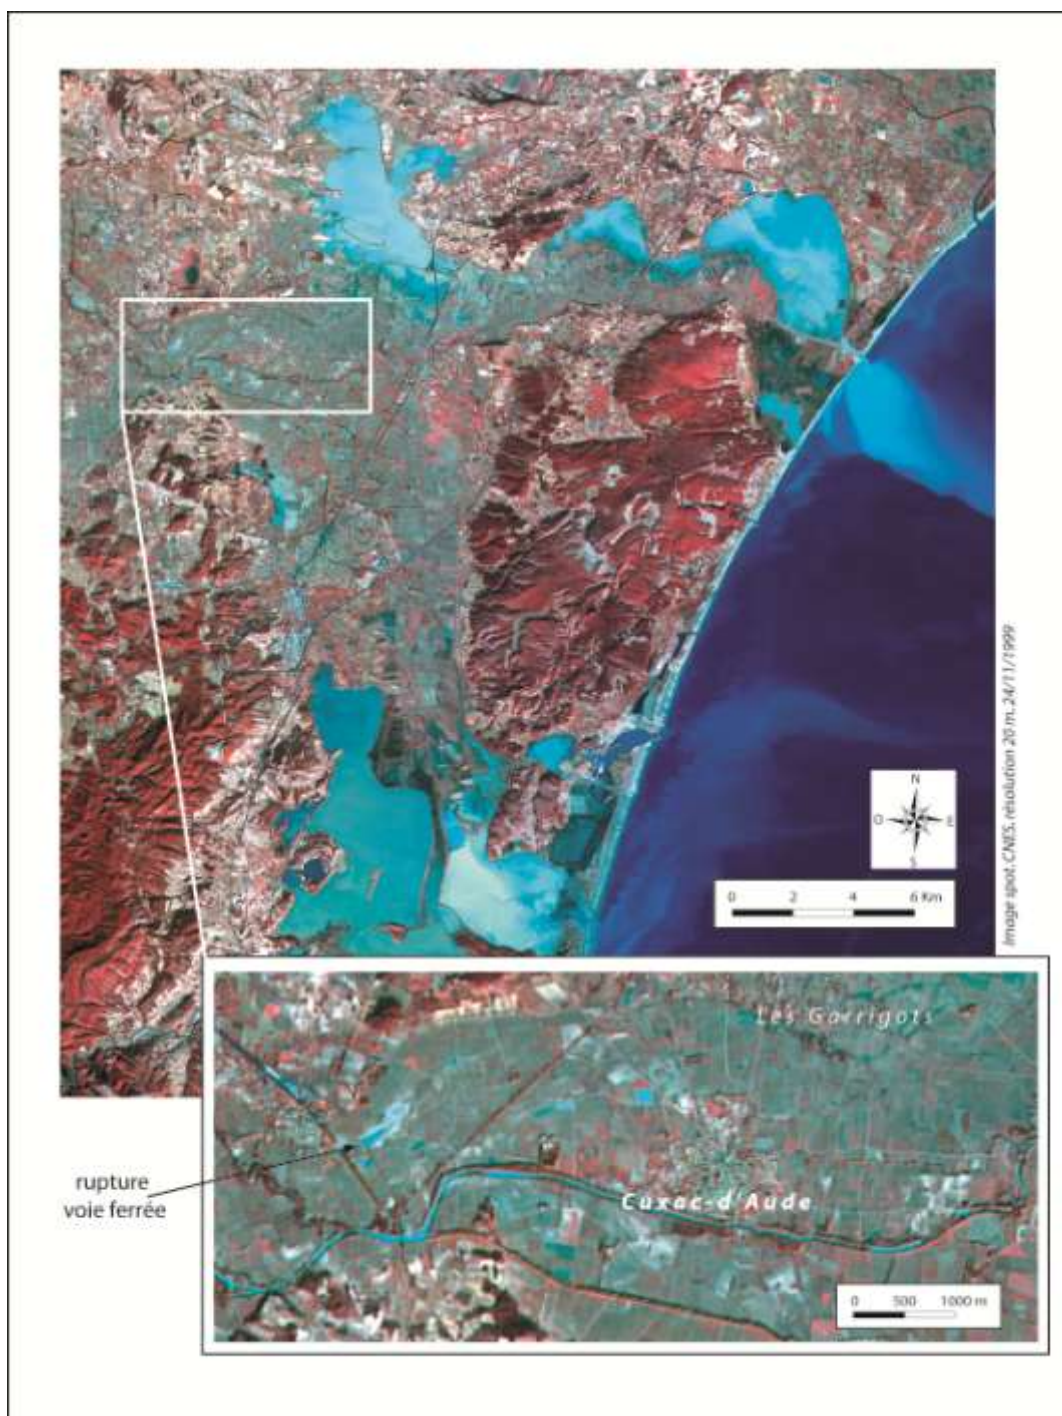 N
O E
S
0 2 4 6 Km
Image spot, CNES, résolution 20 m, 24/11/1999
Les Garrigots
rupture
voie ferrée
Cuxac-d'Aude
0 500 1000 m